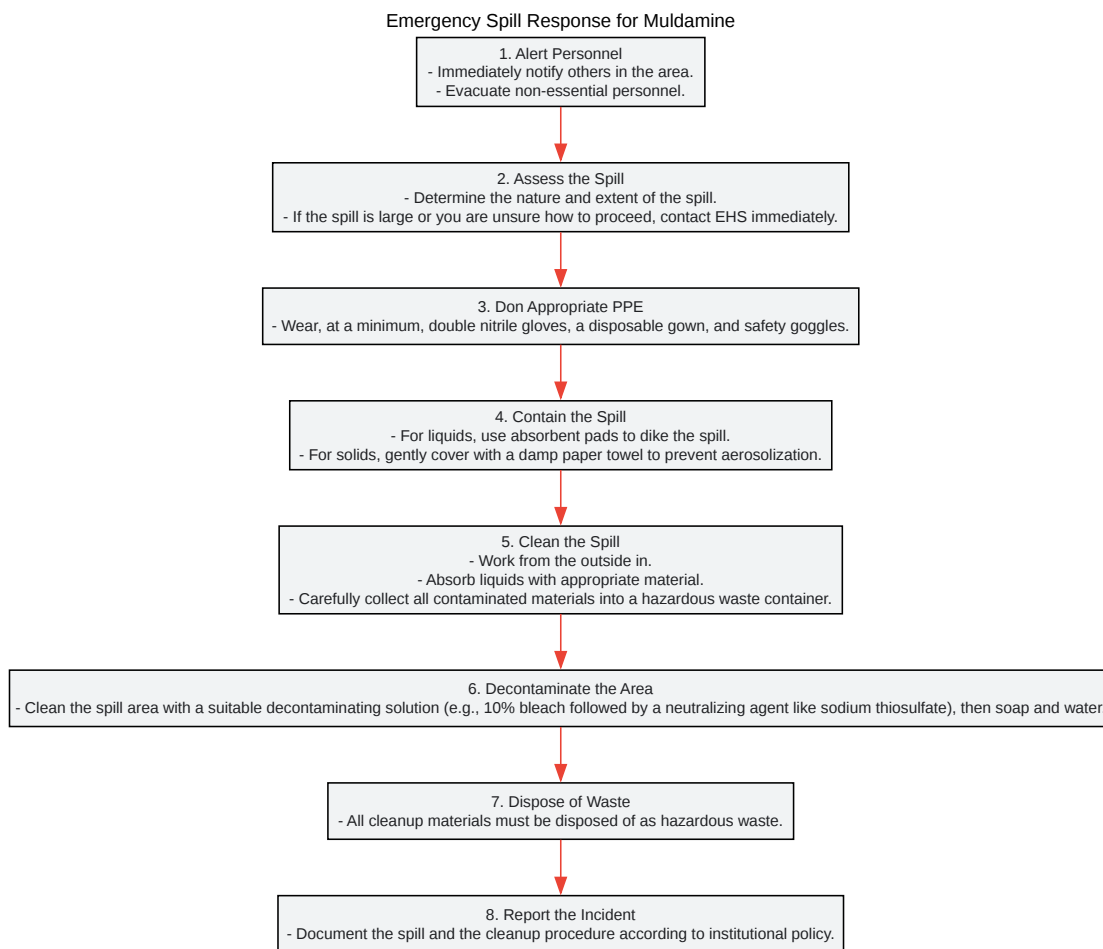 Emergency Spill Response for Muldamine
1. Alert Personnel
- Immediately notify others in the area.
- Evacuate non-essential personnel.
2. Assess the Spill
- Determine the nature and extent of the spill.
- If the spill is large or you are unsure how to proceed, contact EHS immediately.
3. Don Appropriate PPE
- Wear, at a minimum, double nitrile gloves, a disposable gown, and safety goggles.
4. Contain the Spill
- For liquids, use absorbent pads to dike the spill.
- For solids, gently cover with a damp paper towel to prevent aerosolization.
5. Clean the Spill
- Work from the outside in.
- Absorb liquids with appropriate material.
- Carefully collect all contaminated materials into a hazardous waste container.
6. Decontaminate the Area
- Clean the spill area with a suitable decontaminating solution (e.g., 10% bleach followed by a neutralizing agent like sodium thiosulfate), then soap and water
7. Dispose of Waste
- All cleanup materials must be disposed of as hazardous waste.
8. Report the Incident
- Document the spill and the cleanup procedure according to institutional policy.